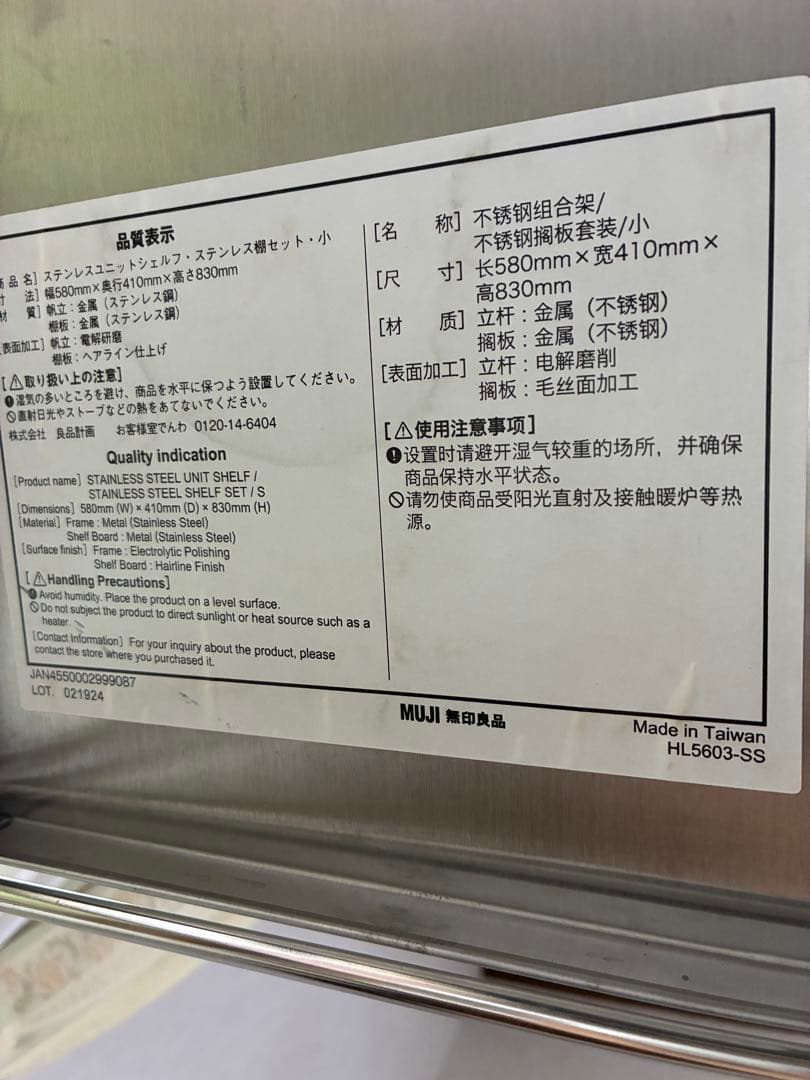 品質表示
商品名］ステンレスユニットシェルフ・ステンレス棚セット・小
寸　法］幅580mm×奥行410mm×高さ830mm
材　質］帆立：金属（ステンレス鋼）
棚板：金属（ステンレス鋼）
［表面加工］帆立：電解研磨
棚板：ヘアライン仕上げ
［⚠取り扱い上の注意］
❶湿気の多いところを避け、商品を水平に保つよう設置してください。
🚫直射日光やストーブなどの熱をあてないでください。
株式会社　良品計画　お客様室でんわ 0120-14-6404
Quality indication
［Product name］STAINLESS STEEL UNIT SHELF /
STAINLESS STEEL SHELF SET / S
［Dimensions］580mm (W) × 410mm (D) × 830mm (H)
［Material］Frame : Metal (Stainless Steel)
Shelf Board : Metal (Stainless Steel)
［Surface finish］Frame : Electrolytic Polishing
Shelf Board : Hairline Finish
［⚠Handling Precautions］
❶Avoid humidity. Place the product on a level surface.
🚫Do not subject the product to direct sunlight or heat source such as a
heater.
［Contact Information］For your inquiry about the product, please
contact the store where you purchased it.
［名　称］不锈钢组合架/
不锈钢搁板套装/小
［尺　寸］长580mm×宽410mm×
高830mm
［材　质］立杆：金属（不锈钢）
搁板：金属（不锈钢）
［表面加工］立杆：电解磨削
搁板：毛丝面加工
［⚠使用注意事项］
❶设置时请避开湿气较重的场所，并确保
商品保持水平状态。
🚫请勿使商品受阳光直射及接触暖炉等热
源。
JAN4550002999087
LOT. 021924
MUJI 無印良品
Made in Taiwan
HL5603-SS